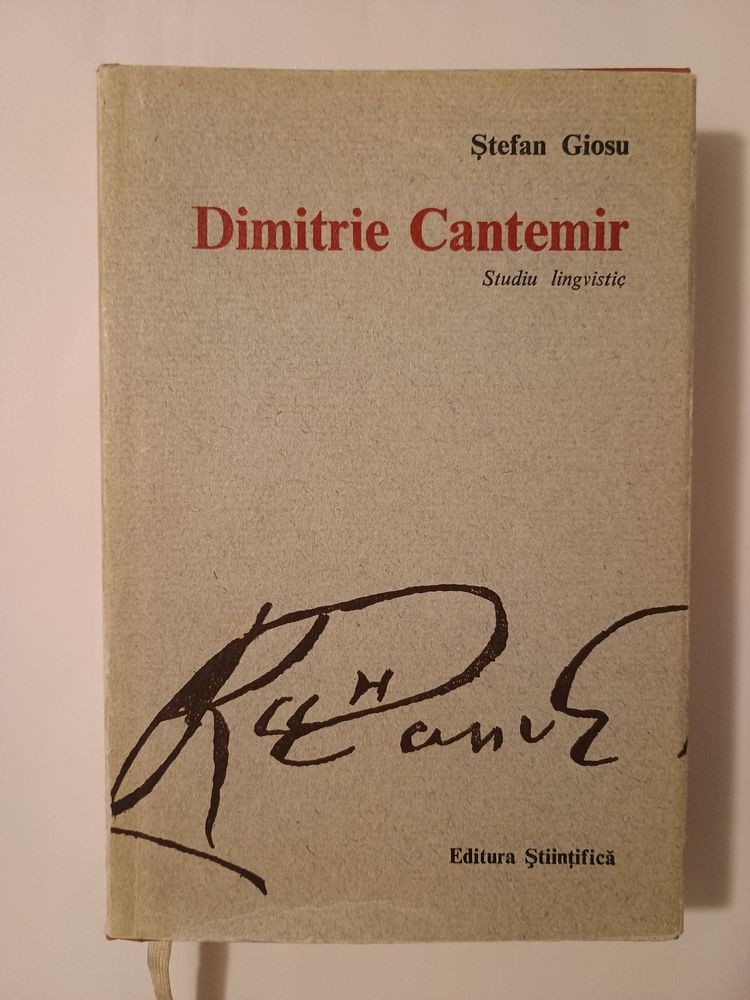 Ștefan Giosu
Dimitrie Cantemir
Studiu lingvistic
Editura Științifică